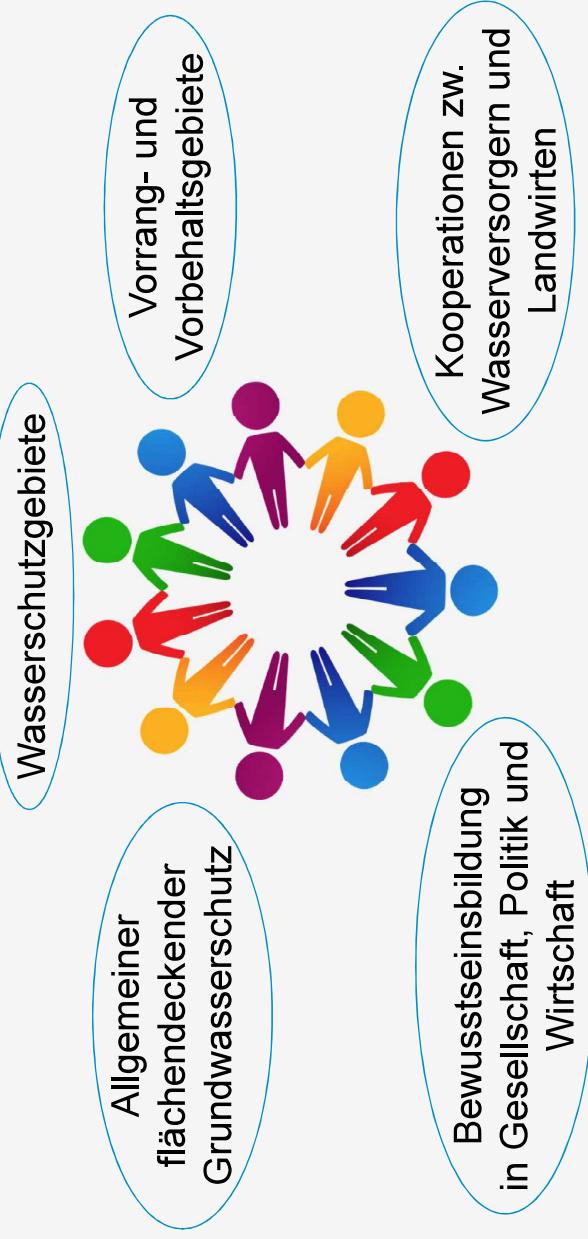 Wasserschutzgebiete
Allgemeiner
flächendeckender
Grundwasserschutz
Vorrang- und
Vorbehaltsgebiete
Bewusstseinsbildung
in Gesellschaft, Politik und
Wirtschaft
Kooperationen zw.
Wasserversorgern und
Landwirten